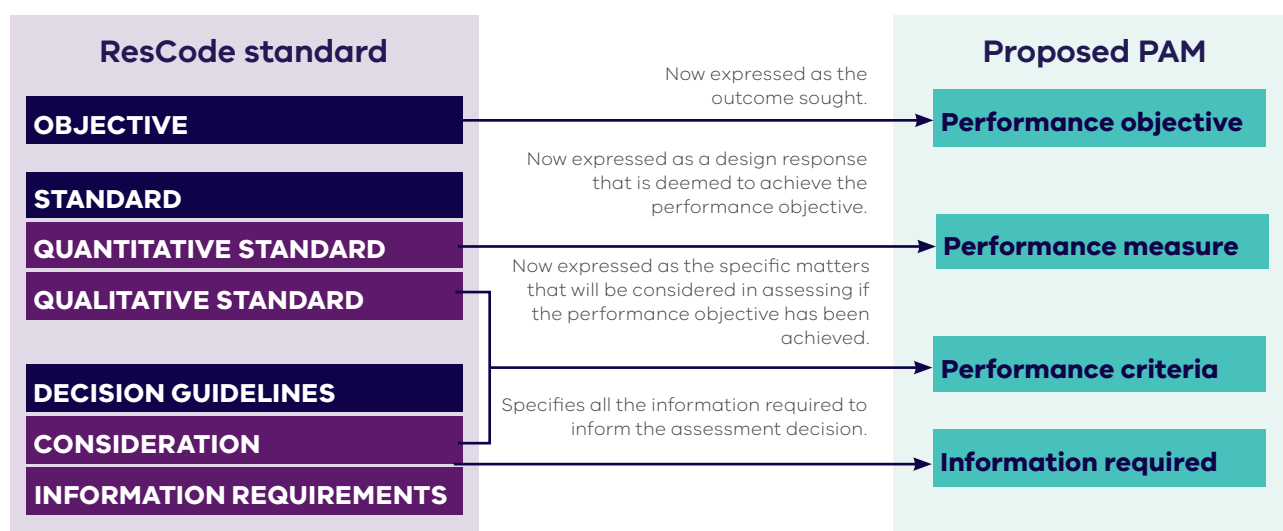 ResCode standard
OBJECTIVE
STANDARD
QUANTITATIVE STANDARD
QUALITATIVE STANDARD
DECISION GUIDELINES
CONSIDERATION
INFORMATION REQUIREMENTS
Now expressed as the
outcome sought.
Now expressed as a design response
that is deemed to achieve the
performance objective.
Now expressed as the specific matters
that will be considered in assessing if
the performance objective has been
achieved.
Specifies all the information required to
inform the assessment decision.
Proposed PAM
Performance objective
Performance measure
Performance criteria
Information required